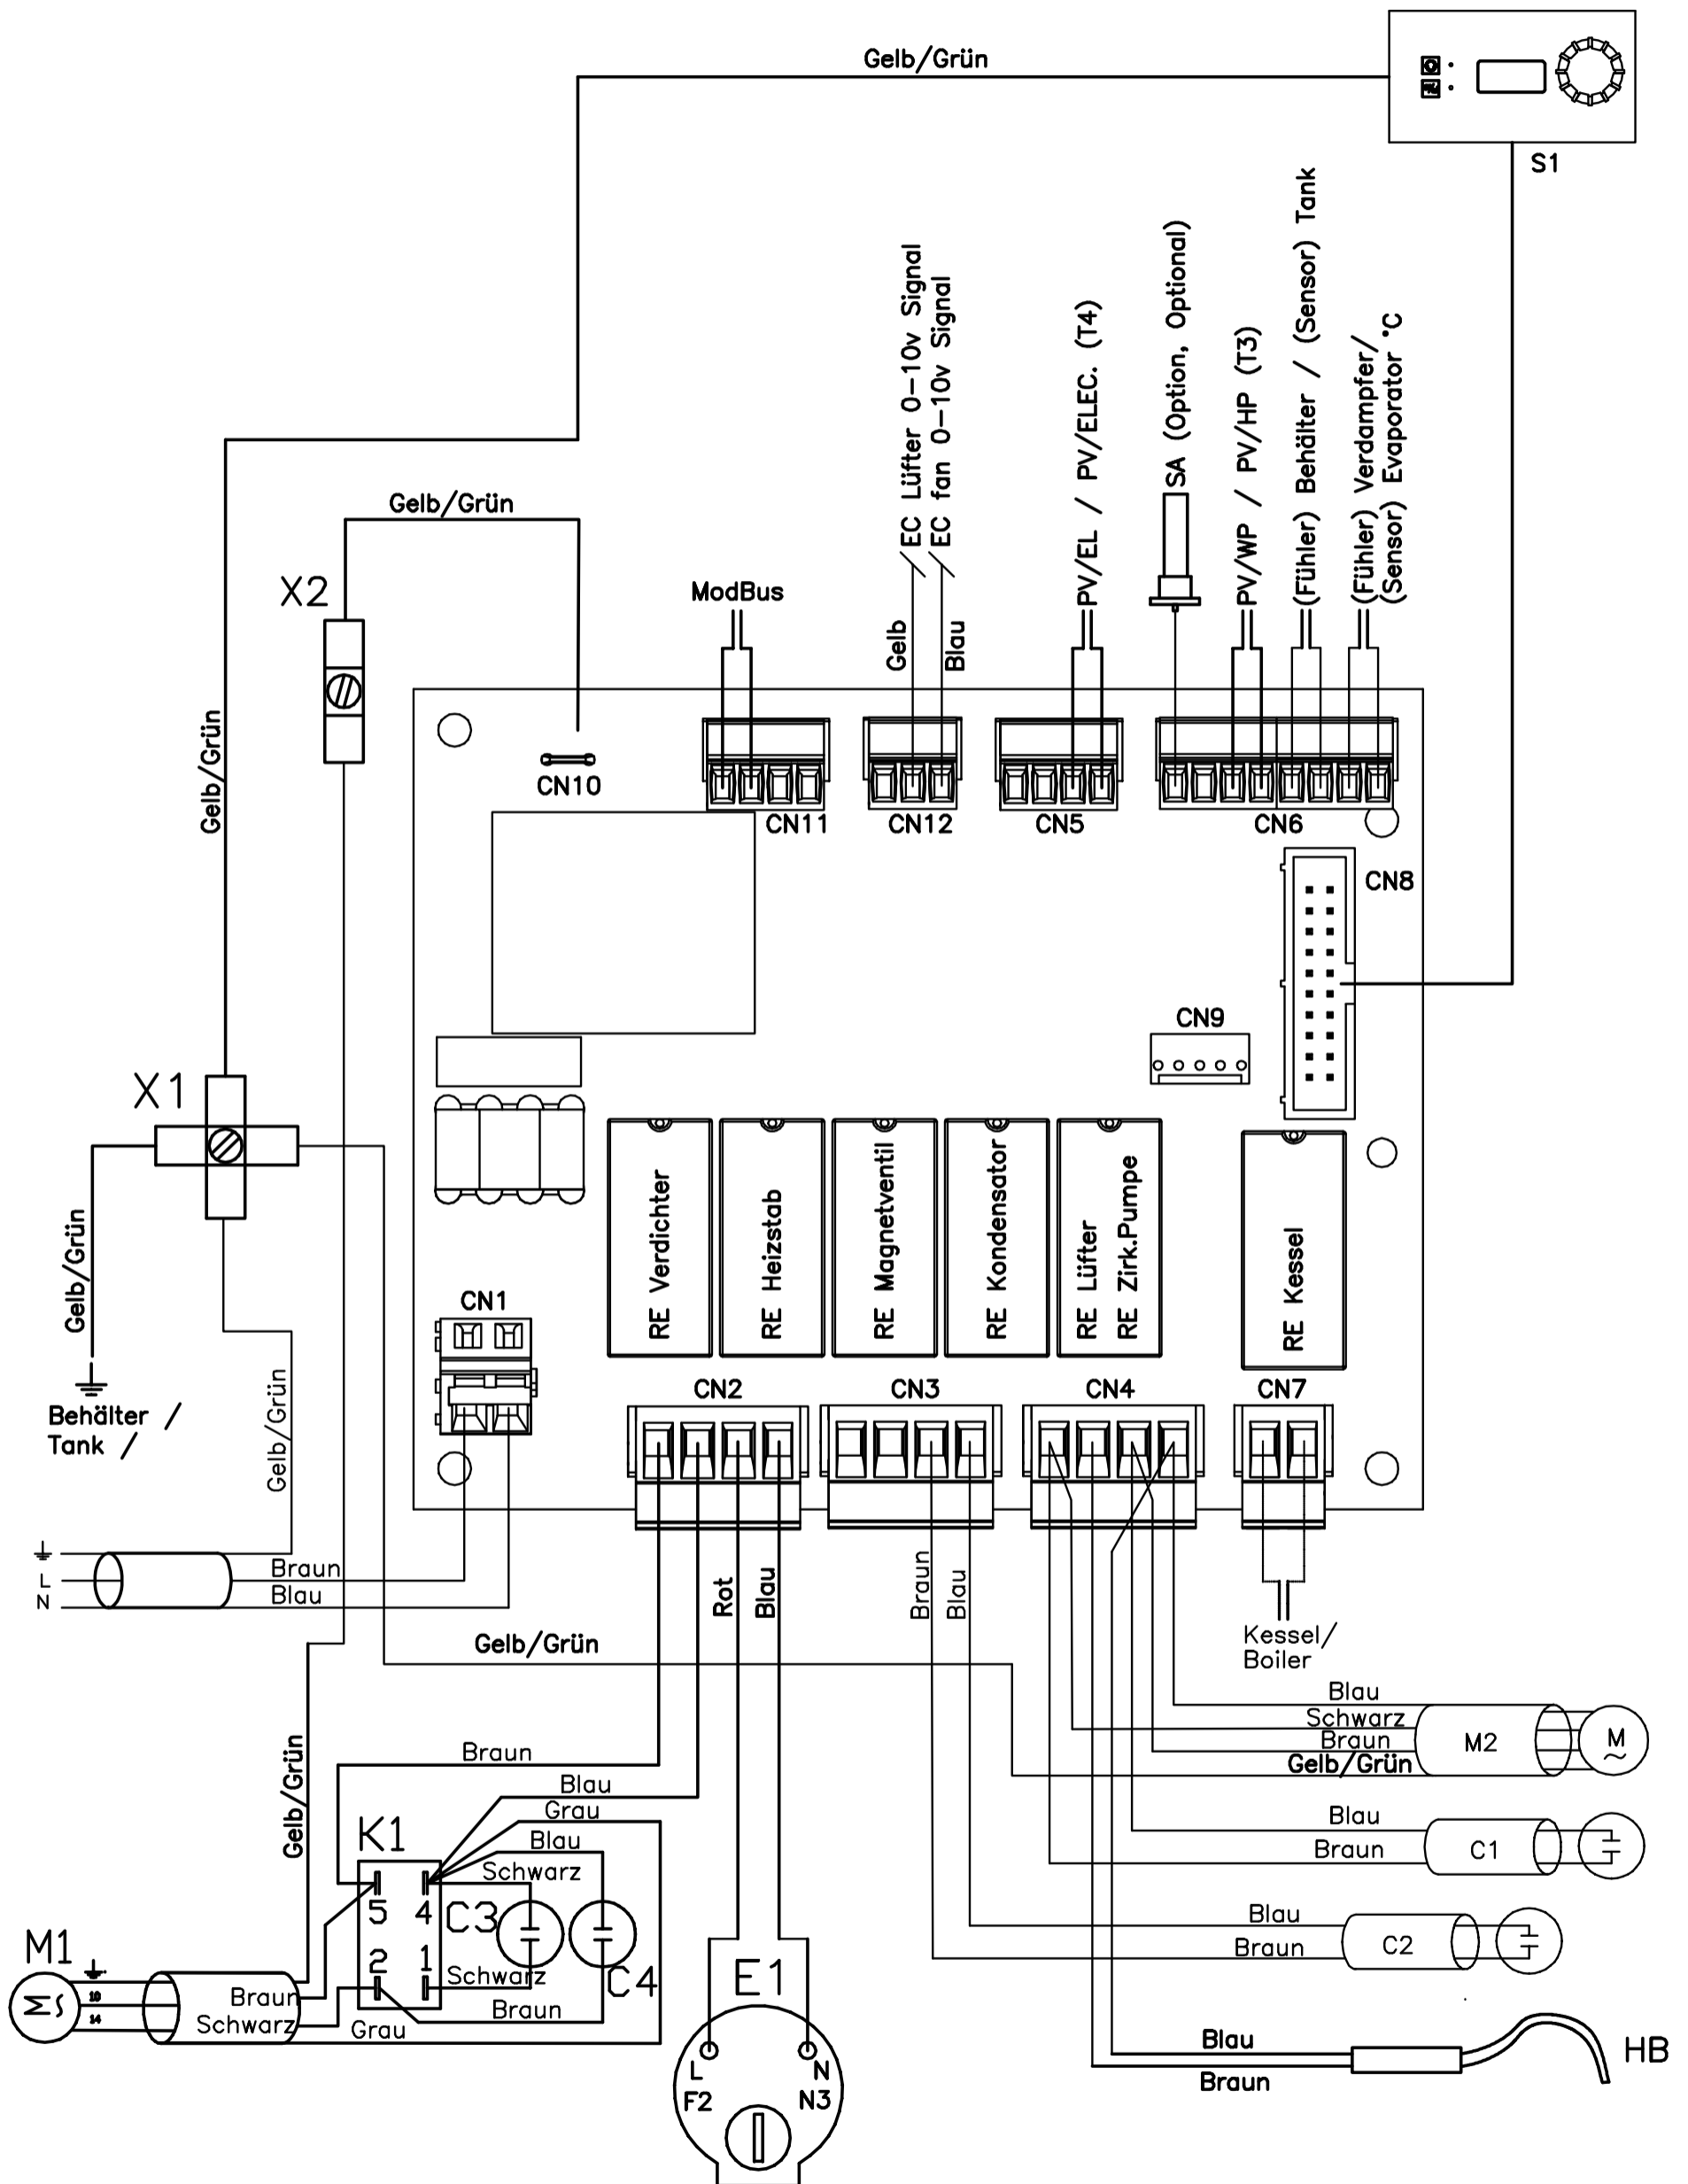 Gelb/Grün
S1
EC Lüfter 0-10v Signal
EC fan 0-10v Signal
PV/EL / PV/ELEC. (T4)
SA (Option, Optional)
PV/WP / PV/HP (T3)
(Fühler) Behälter / (Sensor) Tank
(Fühler) Verdampfer/
(Sensor) Evaporator °C
Gelb/Grün
X2
ModBus
Gelb
Blau
Gelb/Grün
CN10
CN11
CN12
CN5
CN6
CN8
CN9
X1
Gelb/Grün
RE Verdichter
RE Heizstab
RE Magnetventil
RE Kondensator
RE Lüfter
RE Zirk.Pumpe
RE Kessel
CN1
CN2
CN3
CN4
CN7
Behälter /
Tank /
Gelb/Grün
L
N
Braun
Blau
Rot
Blau
Braun
Blau
Kessel/
Boiler
Gelb/Grün
Blau
Schwarz
Braun
Gelb/Grün
M2
M
~
Gelb/Grün
Braun
Blau
Grau
Blau
Schwarz
K1
5
4
2
1
C3
C4
Schwarz
Braun
Blau
Braun
C1
Blau
Braun
C2
M1
M
~
10
14
Braun
Schwarz
Grau
E1
L
F2
N
N3
Blau
Braun
HB